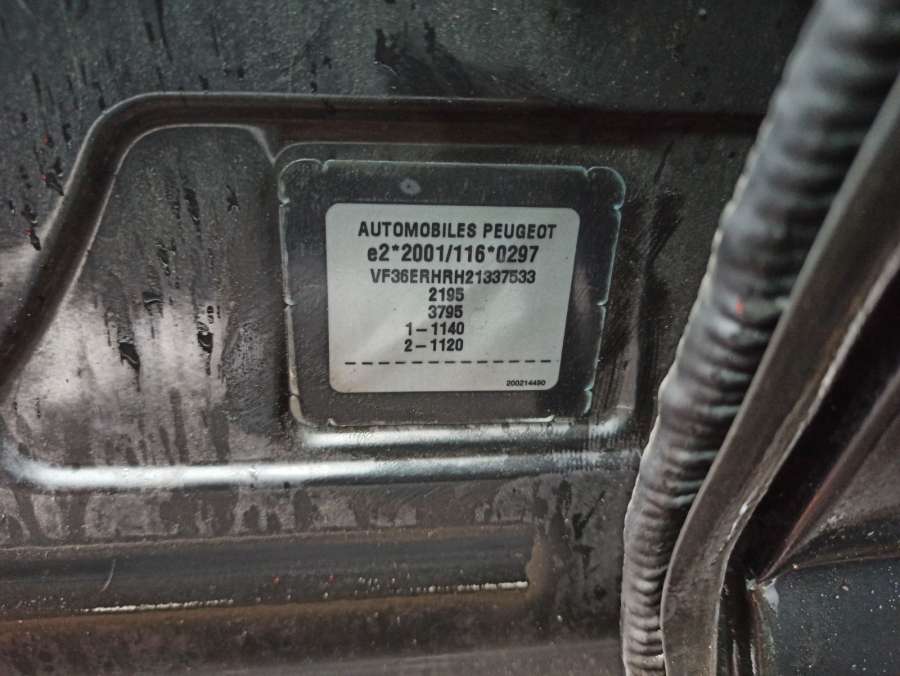 AUTOMOBILES PEUGEOT
e2*2001/116*0297
VF36ERHRH21337533
2195
3795
1-1140
2-1120
200214490